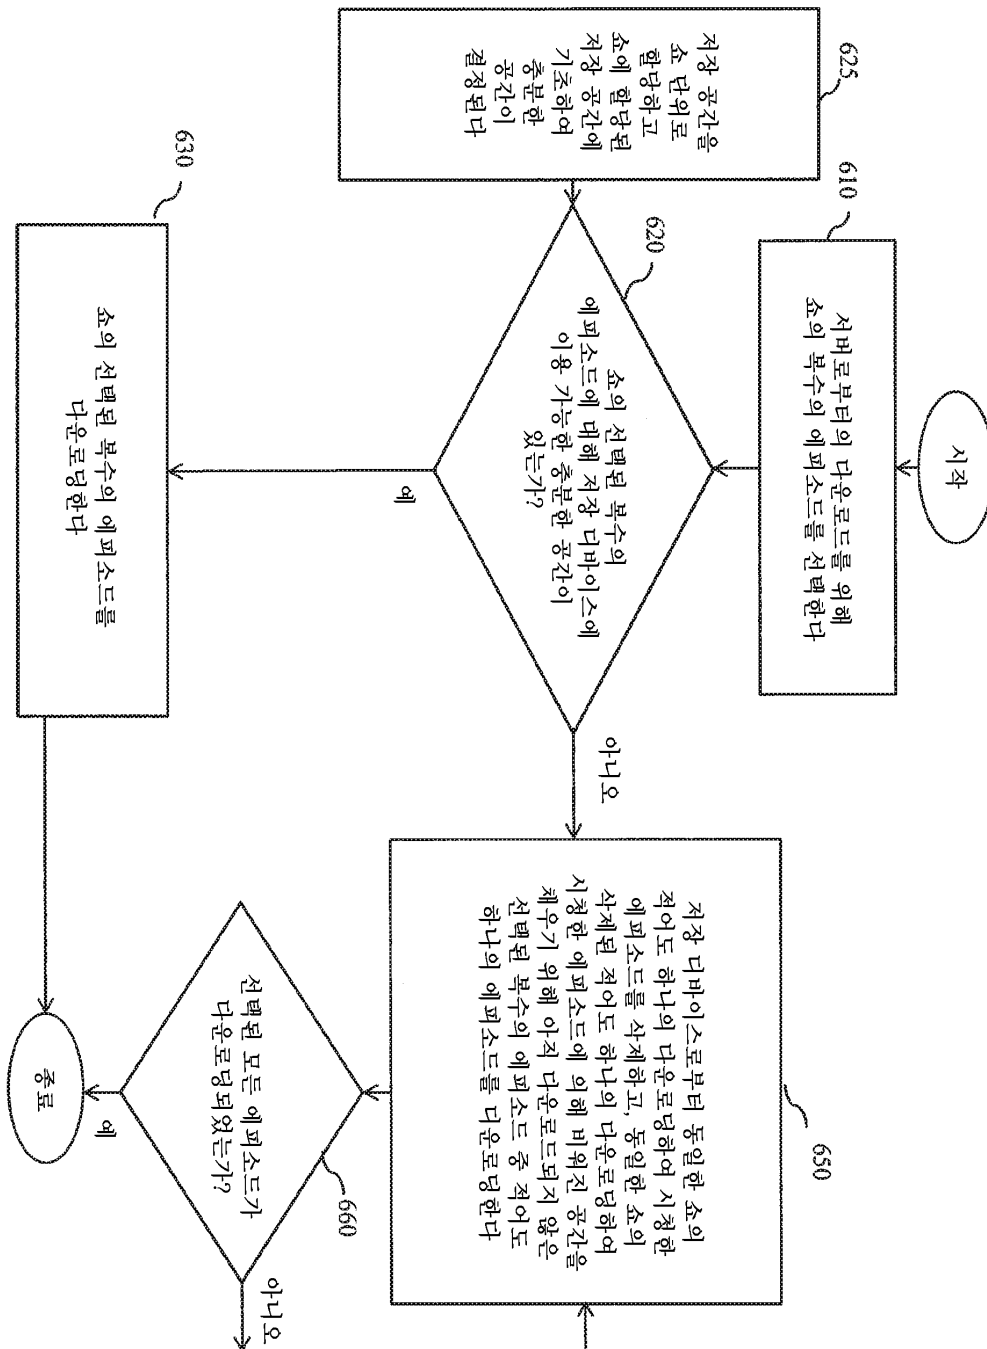 시작
610
서버로부터의 다운로드를 위해
쇼의 복수의 에피소드를 선택한다
625
저장 공간을
쇼 단위로
할당하고
쇼에 할당된
저장 공간에
기초하여
충분한
공간이
결정된다
620
쇼의 선택된 복수의
에피소드에 대해 저장 디바이스에
이용 가능한 충분한 공간이
있는가?
예
아니오
630
쇼의 선택된 복수의 에피소드를
다운로딩한다
650
저장 디바이스로부터 동일한 쇼의
적어도 하나의 다운로딩하여 시청한
에피소드를 삭제하고, 동일한 쇼의
삭제된 적어도 하나의 다운로딩하여
시청한 에피소드에 의해 비워진 공간을
채우기 위해 아직 다운로드되지 않은
선택된 복수의 에피소드 중 적어도
하나의 에피소드를 다운로딩한다
660
선택된 모든 에피소드가
다운로딩되었는가?
예
아니오
종료